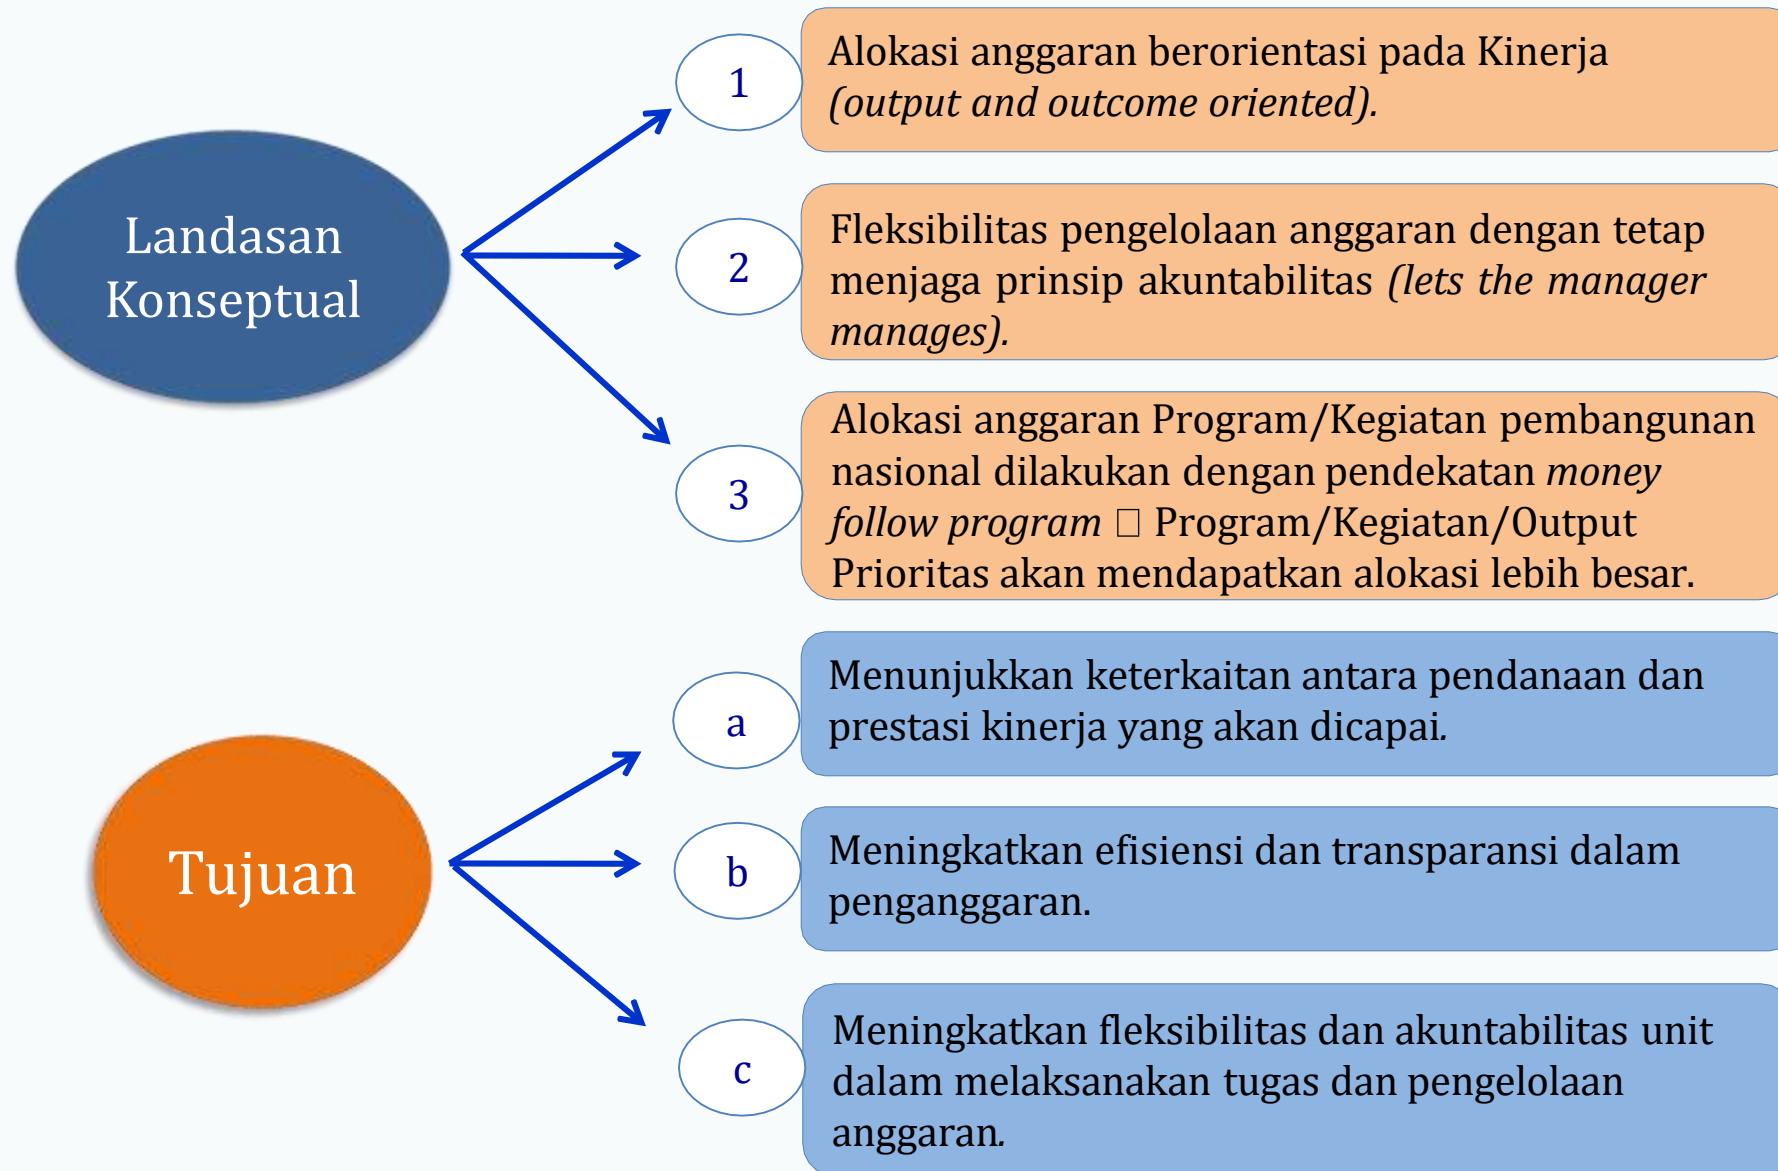 Landasan
Konseptual
1
Alokasi anggaran berorientasi pada Kinerja
(output and outcome oriented).
2
Fleksibilitas pengelolaan anggaran dengan tetap
menjaga prinsip akuntabilitas (lets the manager
manages).
3
Alokasi anggaran Program/Kegiatan pembangunan
nasional dilakukan dengan pendekatan money
follow program □ Program/Kegiatan/Output
Prioritas akan mendapatkan alokasi lebih besar.
Tujuan
a
Menunjukkan keterkaitan antara pendanaan dan
prestasi kinerja yang akan dicapai.
b
Meningkatkan efisiensi dan transparansi dalam
penganggaran.
c
Meningkatkan fleksibilitas dan akuntabilitas unit
dalam melaksanakan tugas dan pengelolaan
anggaran.